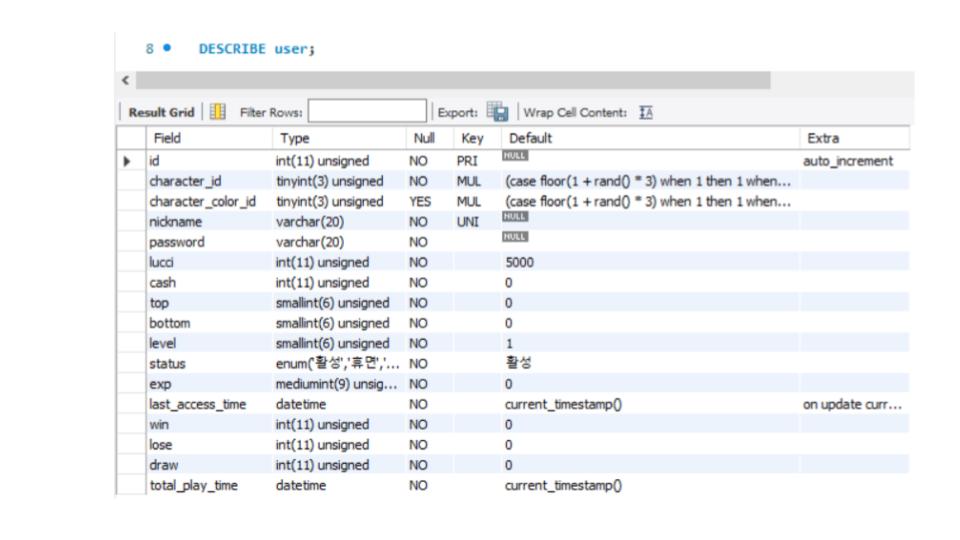 8 DESCRIBE user;
Result Grid Filter Rows: Export: Wrap Cell Content:
Field Type Null Key Default Extra
id int(11) unsigned NO PRI NULL auto_increment
character_id tinyint(3) unsigned NO MUL (case floor(1 + rand() * 3) when 1 then 1 when...
character_color_id tinyint(3) unsigned YES MUL (case floor(1 + rand() * 3) when 1 then 1 when...
nickname varchar(20) NO UNI NULL
password varchar(20) NO NULL
lucci int(11) unsigned NO 5000
cash int(11) unsigned NO 0
top smallint(6) unsigned NO 0
bottom smallint(6) unsigned NO 0
level smallint(6) unsigned NO 1
status enum('활성','휴면','... NO 활성
exp mediumint(9) unsig... NO 0
last_access_time datetime NO current_timestamp() on update curr...
win int(11) unsigned NO 0
lose int(11) unsigned NO 0
draw int(11) unsigned NO 0
total_play_time datetime NO current_timestamp()